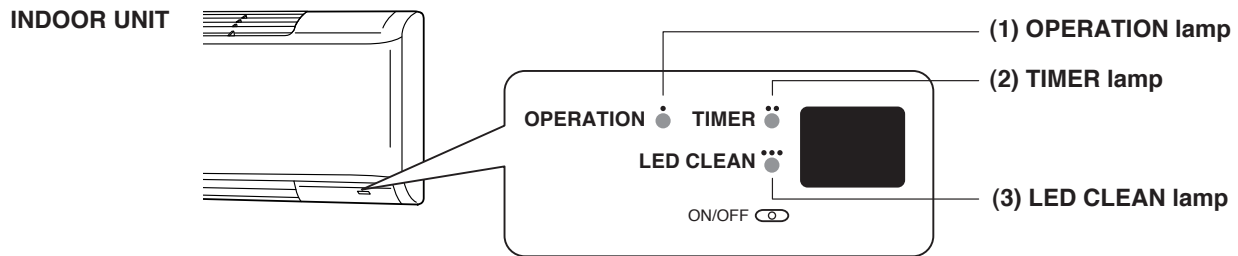 INDOOR UNIT
(1) OPERATION lamp
(2) TIMER lamp
OPERATION TIMER
LED CLEAN
(3) LED CLEAN lamp
ON/OFF